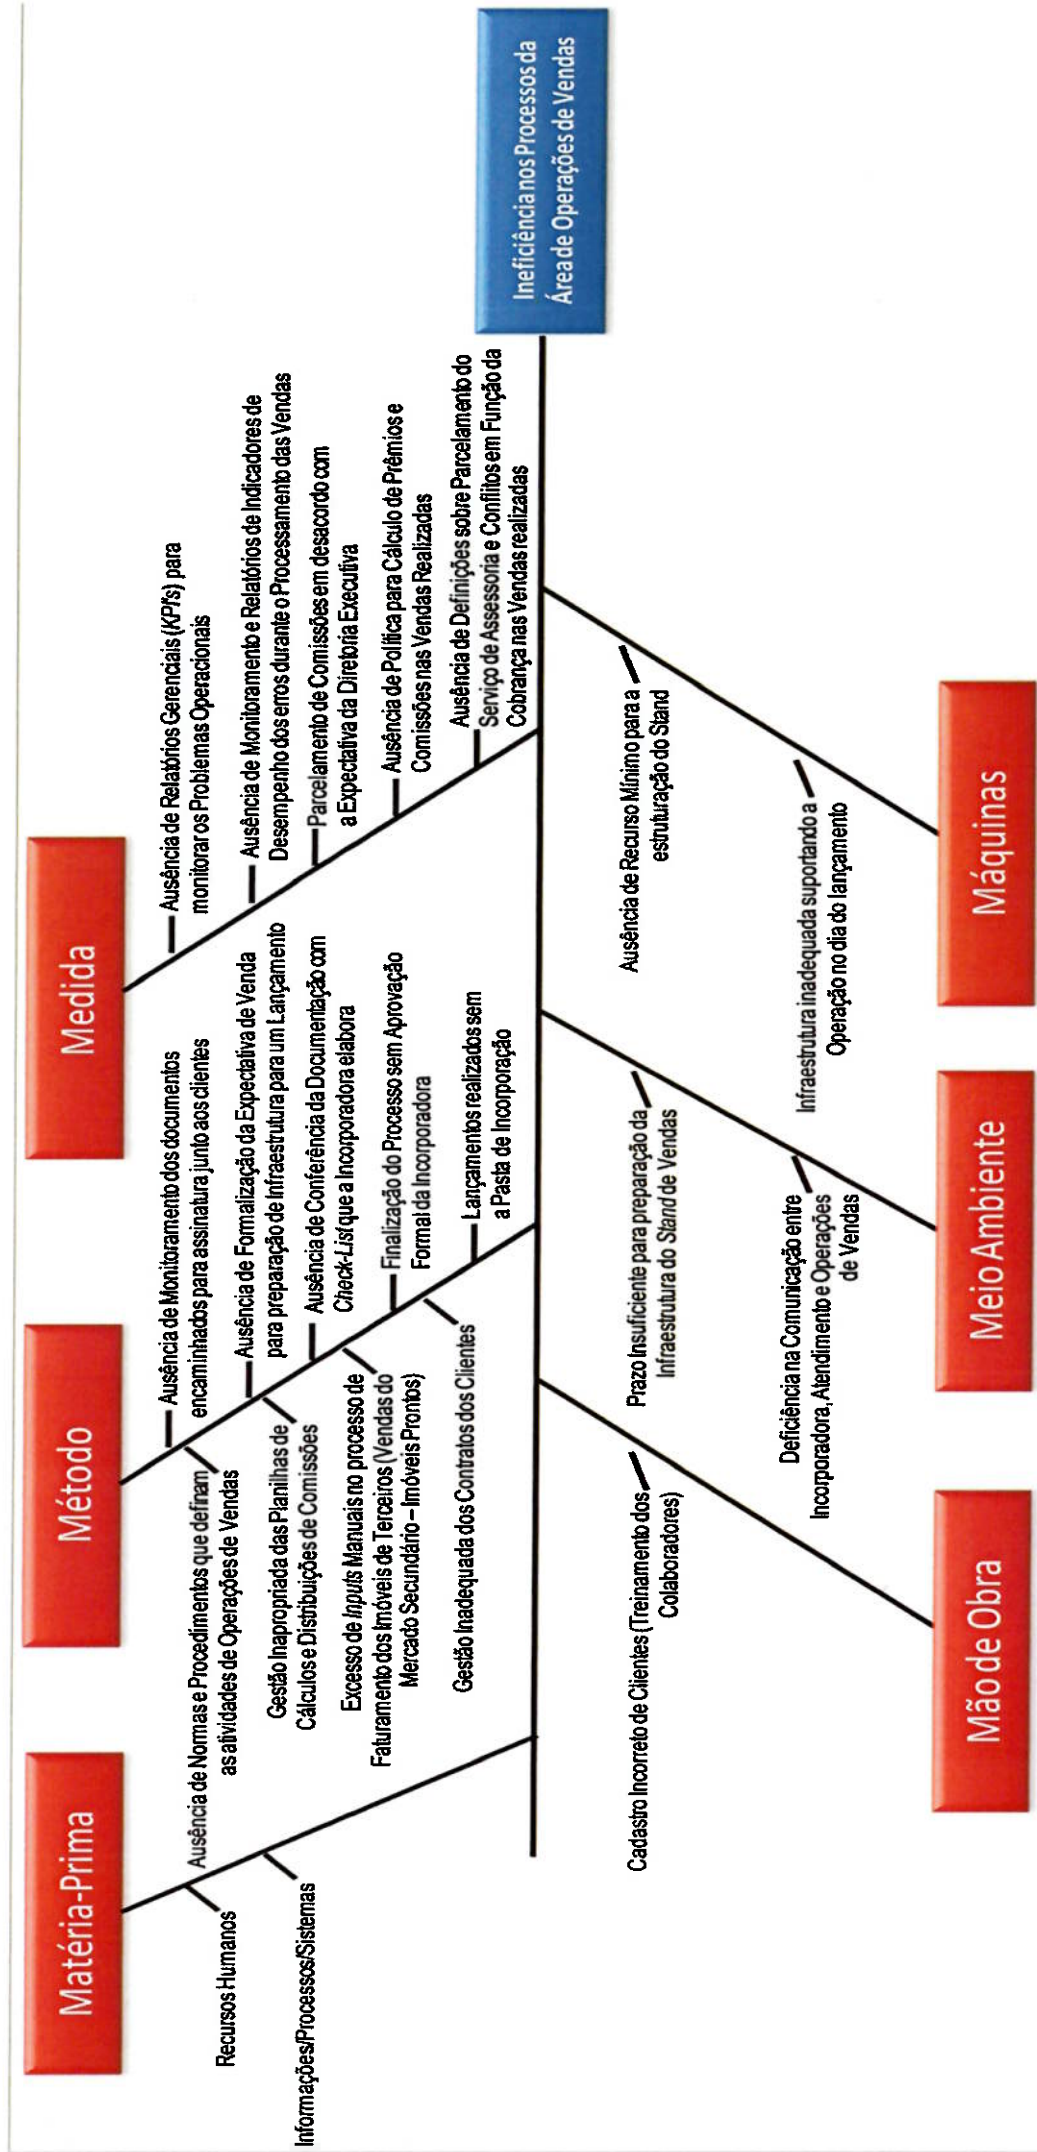 Matéria-Prima
Método
Medida
Recursos Humanos
Informações/Processos/Sistemas
Ausência de Normas e Procedimentos que definam
as atividades de Operações de Vendas
Gestão Inapropriada das Planilhas de
Cálculos e Distribuições de Comissões
Excesso de Inputs Manuais no processo de
Faturamento dos Imóveis de Terceiros (Vendas do
Mercado Secundário – Imóveis Prontos)
Gestão Inadequada dos Contratos dos Clientes
Ausência de Monitoramento dos documentos
encaminhados para assinatura junto aos clientes
Ausência de Formalização da Expectativa de Venda
para preparação de Infraestrutura para um Lançamento
Ausência de Conferência da Documentação com
Check-List que a Incorporadora elabora
Finalização do Processo sem Aprovação
Formal da Incorporadora
Lançamentos realizados sem
a Pasta de Incorporação
Ausência de Relatórios Gerenciais (KPI's) para
monitorar os Problemas Operacionais
Ausência de Monitoramento e Relatórios de Indicadores de
Desempenho dos erros durante o Processamento das Vendas
Parcelamento de Comissões em desacordo com
a Expectativa da Diretoria Executiva
Ausência de Política para Cálculo de Prêmios e
Comissões nas Vendas Realizadas
Ausência de Definições sobre Parcelamento do
Serviço de Assessoria e Conflitos em Função da
Cobrança nas Vendas realizadas
Ineficiência nos Processos da
Área de Operações de Vendas
Cadastro Incorreto de Clientes (Treinamento dos
Colaboradores)
Prazo Insuficiente para preparação da
Infraestrutura do Stand de Vendas
Deficiência na Comunicação entre
Incorporadora, Atendimento e Operações
de Vendas
Ausência de Recurso Mínimo para a
estruturação do Stand
Infraestrutura inadequada suportando a
Operação no dia do lançamento
Mão de Obra
Meio Ambiente
Máquinas